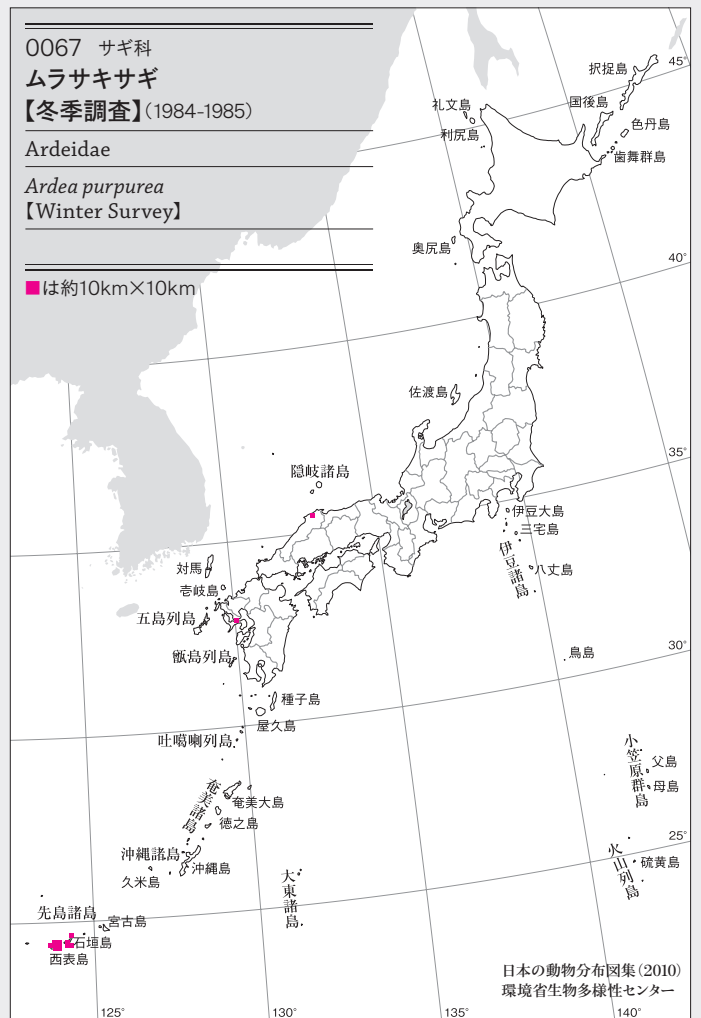 0067 サギ科
ムラサキサギ
【冬季調査】(1984-1985)
Ardeidae
Ardea purpurea
【Winter Survey】
■は約10km×10km
択捉島
45°
礼文島
国後島
利尻島
色丹島
歯舞群島
奥尻島
40°
佐渡島
35°
隠岐諸島
伊豆大島
三宅島
伊豆諸島
八丈島
対馬
壱岐島
五島列島
甑島列島
鳥島
30°
種子島
屋久島
吐噶喇列島
小笠原群島
父島
母島
奄美諸島
奄美大島
徳之島
25°
沖縄諸島
沖縄島
久米島
火山列島
硫黄島
大東諸島
先島諸島
宮古島
石垣島
西表島
日本の動物分布図集(2010)
環境省生物多様性センター
125°
130°
135°
140°